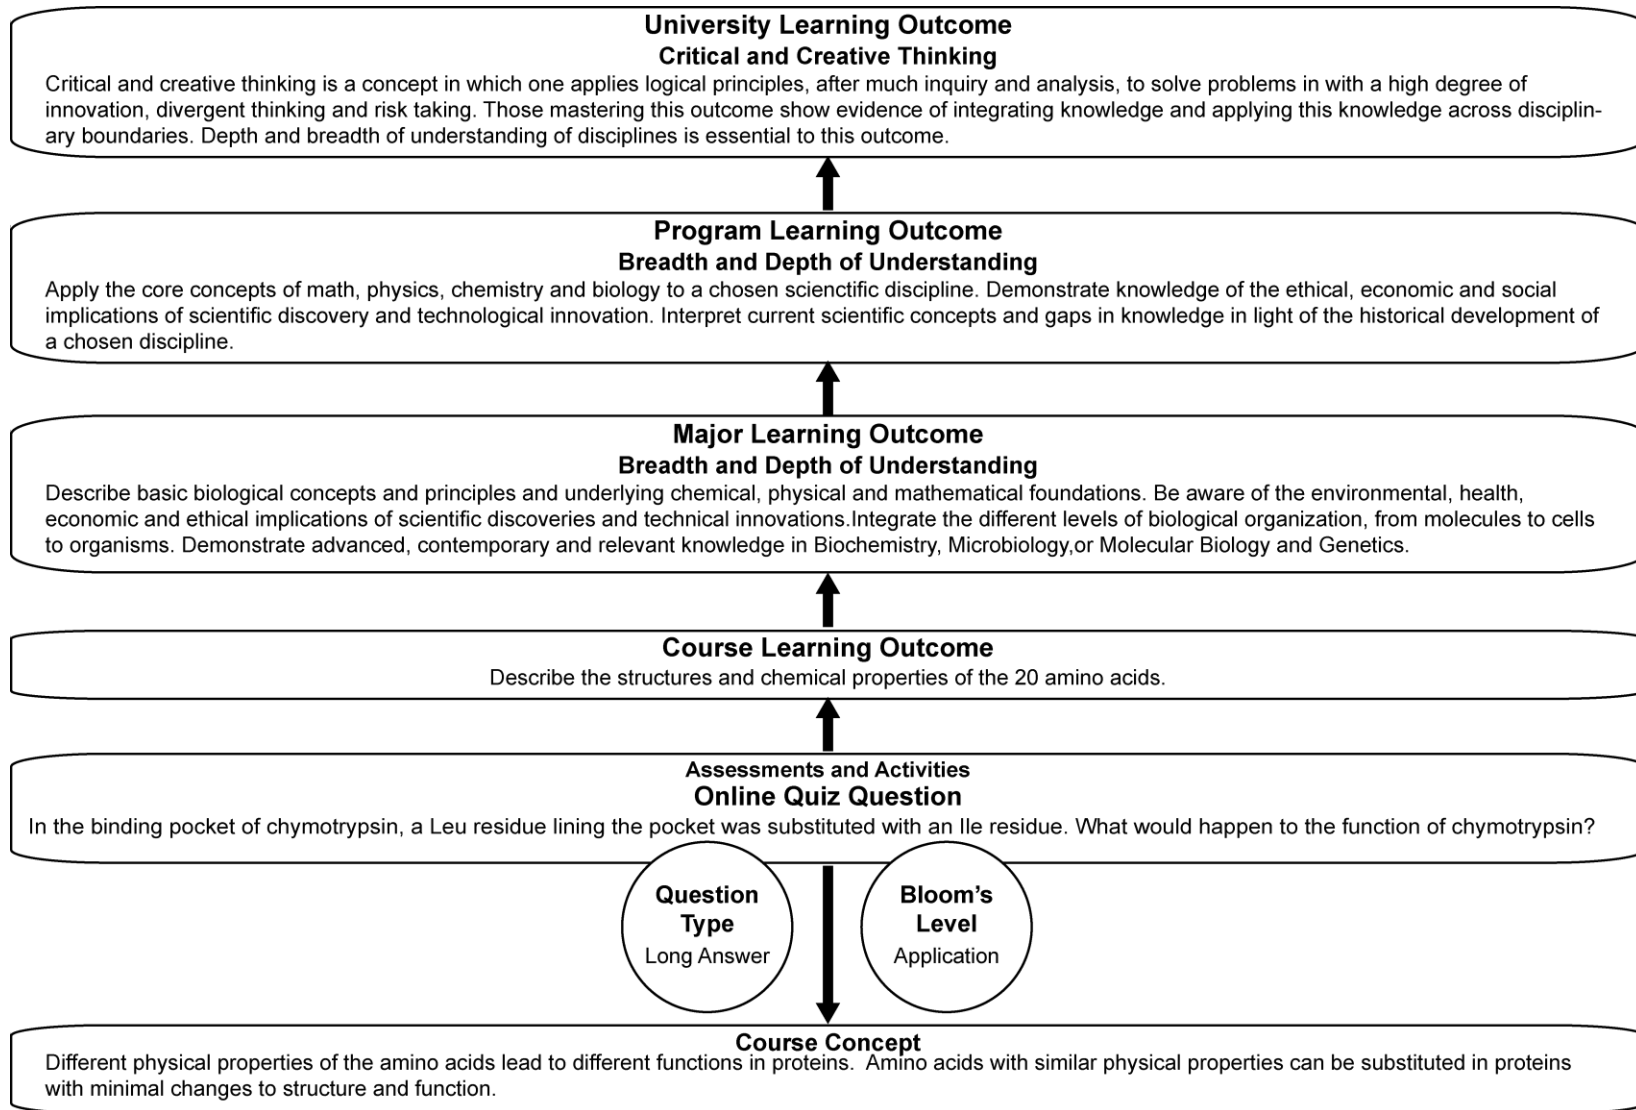 University Learning Outcome
Critical and Creative Thinking
Critical and creative thinking is a concept in which one applies logical principles, after much inquiry and analysis, to solve problems in with a high degree of
innovation, divergent thinking and risk taking. Those mastering this outcome show evidence of integrating knowledge and applying this knowledge across disciplin-
ary boundaries. Depth and breadth of understanding of disciplines is essential to this outcome.
Program Learning Outcome
Breadth and Depth of Understanding
Apply the core concepts of math, physics, chemistry and biology to a chosen scienctific discipline. Demonstrate knowledge of the ethical, economic and social
implications of scientific discovery and technological innovation. Interpret current scientific concepts and gaps in knowledge in light of the historical development of
a chosen discipline.
Major Learning Outcome
Breadth and Depth of Understanding
Describe basic biological concepts and principles and underlying chemical, physical and mathematical foundations. Be aware of the environmental, health,
economic and ethical implications of scientific discoveries and technical innovations.Integrate the different levels of biological organization, from molecules to cells
to organisms. Demonstrate advanced, contemporary and relevant knowledge in Biochemistry, Microbiology,or Molecular Biology and Genetics.
Course Learning Outcome
Describe the structures and chemical properties of the 20 amino acids.
Assessments and Activities
Online Quiz Question
In the binding pocket of chymotrypsin, a Leu residue lining the pocket was substituted with an Ile residue. What would happen to the function of chymotrypsin?
Question
Type
Long Answer
Bloom's
Level
Application
Course Concept
Different physical properties of the amino acids lead to different functions in proteins.  Amino acids with similar physical properties can be substituted in proteins
with minimal changes to structure and function.